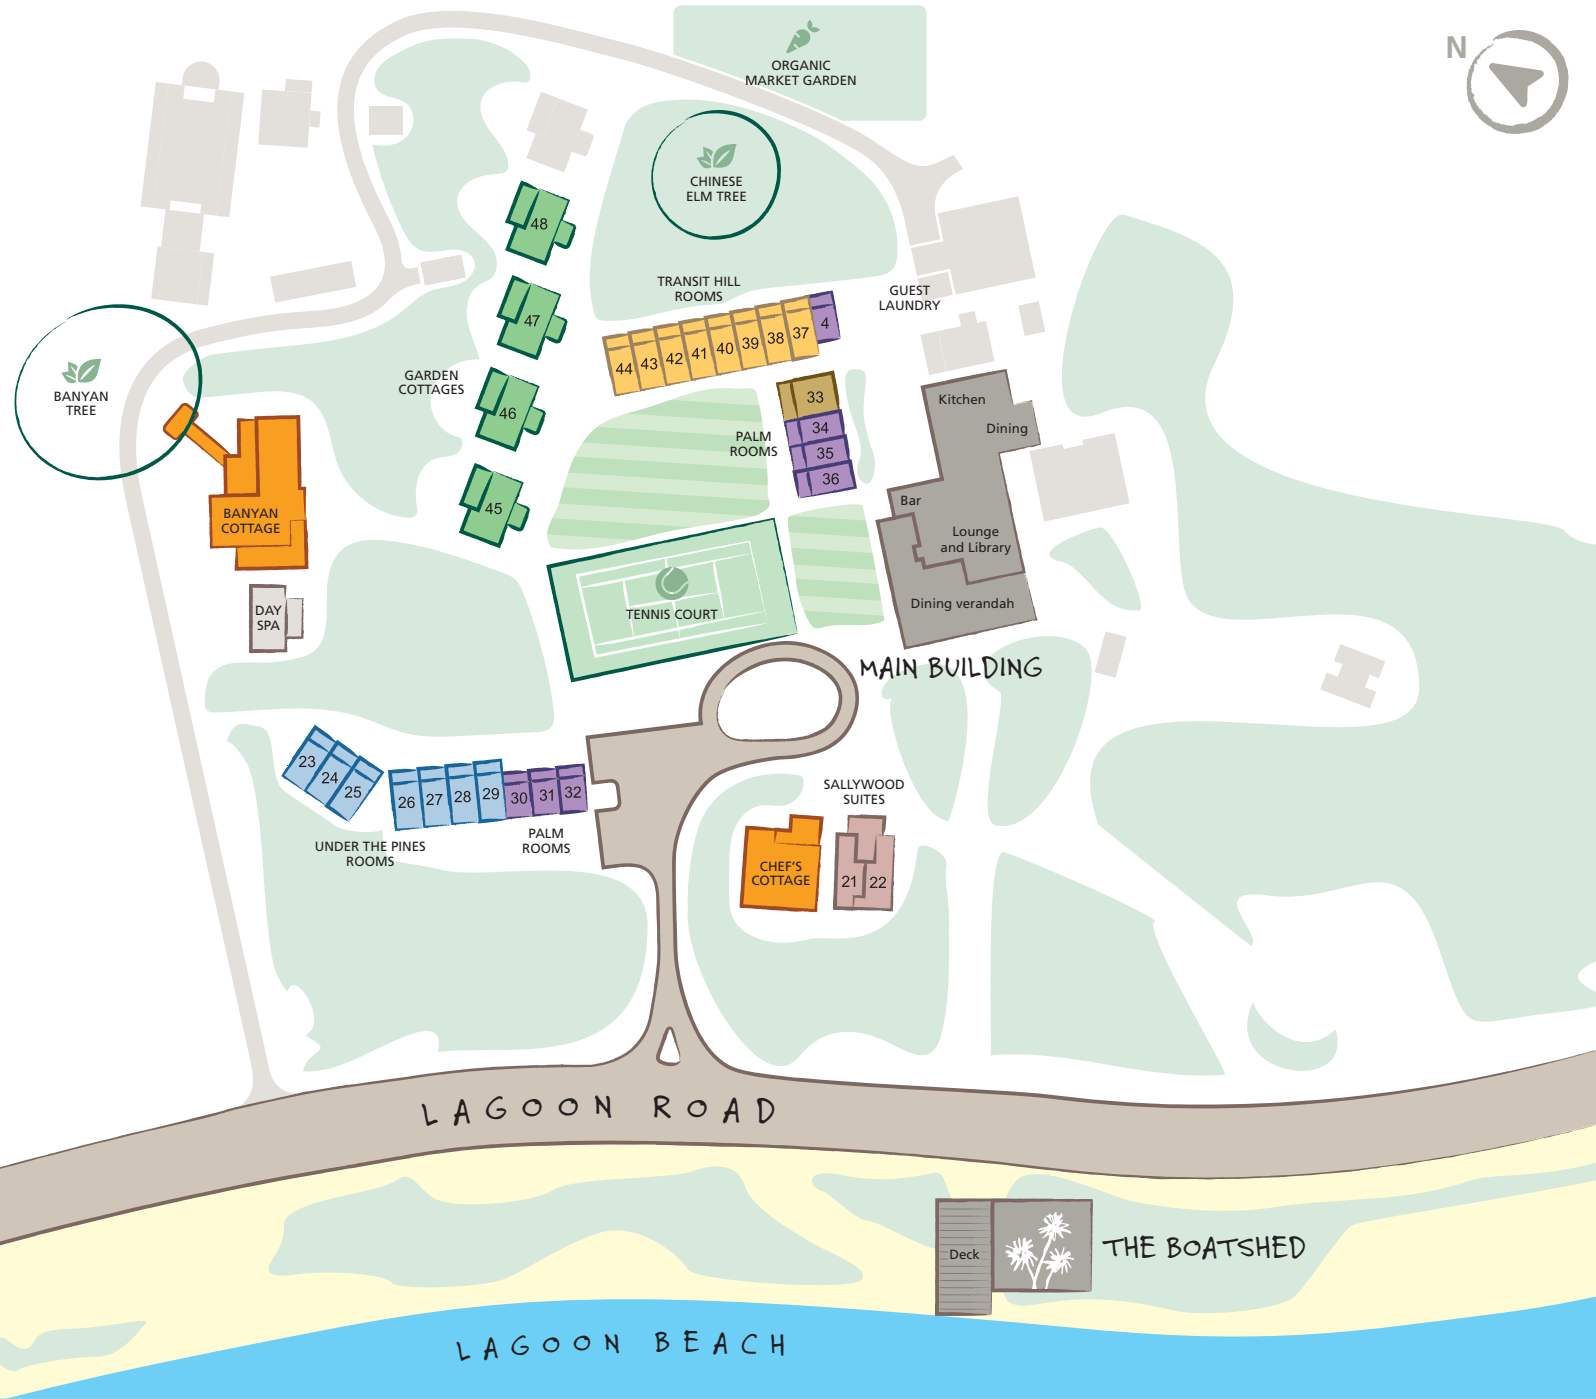 ORGANIC
MARKET GARDEN
N
CHINESE
ELM TREE
48
TRANSIT HILL
ROOMS
GUEST
LAUNDRY
47
44
43
42
41
40
39
38
37
4
BANYAN
TREE
GARDEN
COTTAGES
46
33
34
35
36
PALM
ROOMS
Kitchen
Dining
Bar
Lounge
and Library
Dining verandah
45
BANYAN
COTTAGE
DAY
SPA
TENNIS COURT
MAIN BUILDING
23
24
25
26
27
28
29
30
31
32
UNDER THE PINES
ROOMS
PALM
ROOMS
SALLYWOOD
SUITES
CHEF'S
COTTAGE
21
22
LAGOON ROAD
Deck
THE BOATSHED
LAGOON BEACH